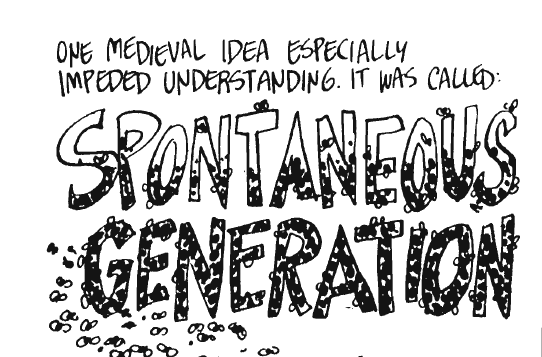 ONE MEDIEVAL IDEA ESPECIALLY
IMPEDED UNDERSTANDING. IT WAS CALLED:
SPONTANEOUS
GENERATION